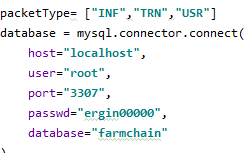 packetType= ["INF","TRN","USR"]
database = mysql.connector.connect(
host="localhost",
user="root",
port="3307",
passwd="ergin00000",
database="farmchain"
)